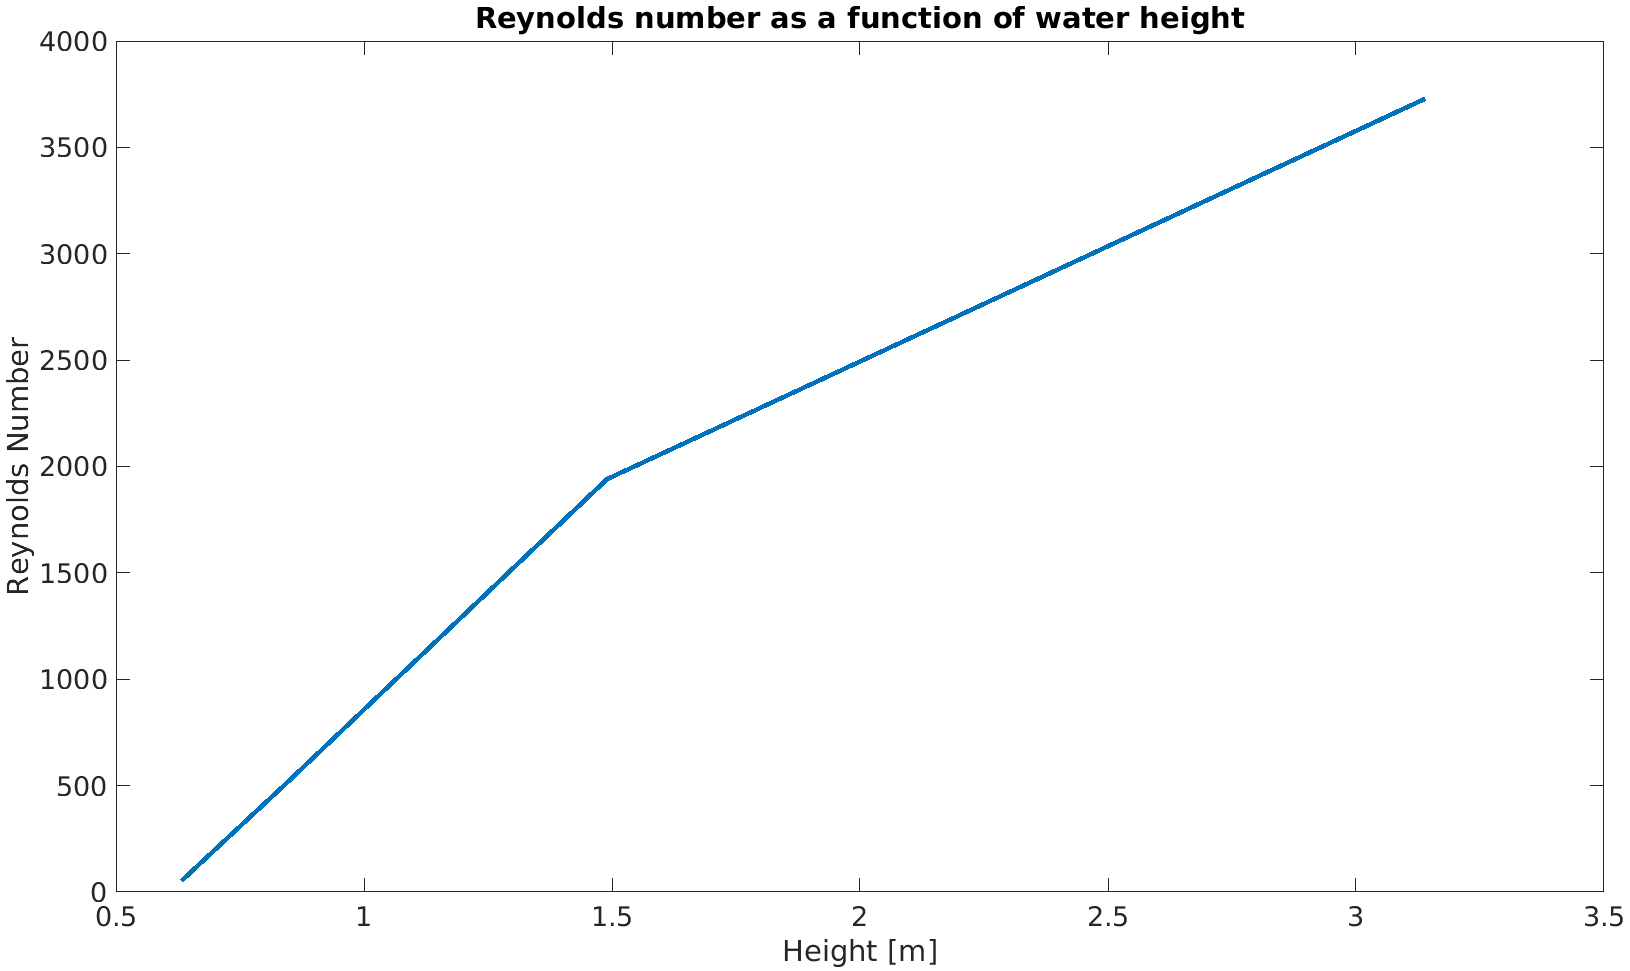 Reynolds number as a function of water height
4000
3500
3000
2500
2000
1500
1000
500
0
Reynolds Number
0.5 1 1.5 2 2.5 3 3.5
Height [m]